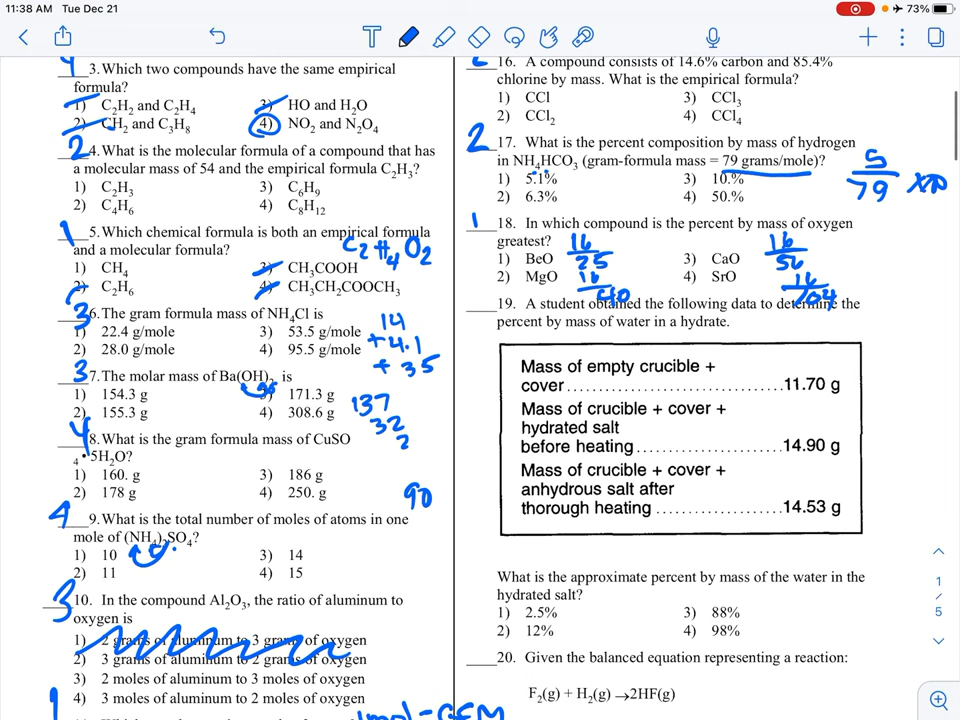 11:38 AM Tue Dec 21
73%
4
____3.Which two compounds have the same empirical
formula?
1) C₂H₂ and C₂H₄
3) HO and H₂O
2) CH₂ and C₃H₈
4) NO₂ and N₂O₄
2
____4.What is the molecular formula of a compound that has
a molecular mass of 54 and the empirical formula C₂H₃?
1) C₂H₃
3) C₆H₉
2) C₄H₆
4) C₈H₁₂
1
____5.Which chemical formula is both an empirical formula
and a molecular formula?
C₂H₄O₂
1) CH₄
3) CH₃COOH
2) C₂H₆
4) CH₃CH₂COOCH₃
3
____6.The gram formula mass of NH₄Cl is
1) 22.4 g/mole
3) 53.5 g/mole
2) 28.0 g/mole
4) 95.5 g/mole
14
+4.1
+35
3
____7.The molar mass of Ba(OH)₂ is
1) 154.3 g
3) 171.3 g
2) 155.3 g
4) 308.6 g
137
32
2
4
____8.What is the gram formula mass of CuSO
₄•5H₂O?
1) 160. g
3) 186 g
2) 178 g
4) 250. g
90
4
____9.What is the total number of moles of atoms in one
mole of (NH₄)₂SO₄?
1) 10
3) 14
2) 11
4) 15
3
____10. In the compound Al₂O₃, the ratio of aluminum to
oxygen is
1) 2 grams of aluminum to 3 grams of oxygen
2) 3 grams of aluminum to 2 grams of oxygen
3) 2 moles of aluminum to 3 moles of oxygen
4) 3 moles of aluminum to 2 moles of oxygen
1
1mol = GFM
____16. A compound consists of 14.6% carbon and 85.4%
chlorine by mass. What is the empirical formula?
1) CCl
3) CCl₃
2) CCl₂
4) CCl₄
2
____17. What is the percent composition by mass of hydrogen
in NH₄HCO₃ (gram-formula mass = 79 grams/mole)?
1) 5.1%
3) 10.%
2) 6.3%
4) 50.%
5
79
1
____18. In which compound is the percent by mass of oxygen
greatest?
1) BeO
16
25
3) CaO
16
56
2) MgO
16
40
4) SrO
16
104
____19. A student obtained the following data to determine the
percent by mass of water in a hydrate.
Mass of empty crucible +
cover....................................11.70 g
Mass of crucible + cover +
hydrated salt
before heating........................14.90 g
Mass of crucible + cover +
anhydrous salt after
thorough heating.....................14.53 g
What is the approximate percent by mass of the water in the
hydrated salt?
1) 2.5%
3) 88%
2) 12%
4) 98%
____20. Given the balanced equation representing a reaction:
F₂(g) + H₂(g) →2HF(g)
1
/
5